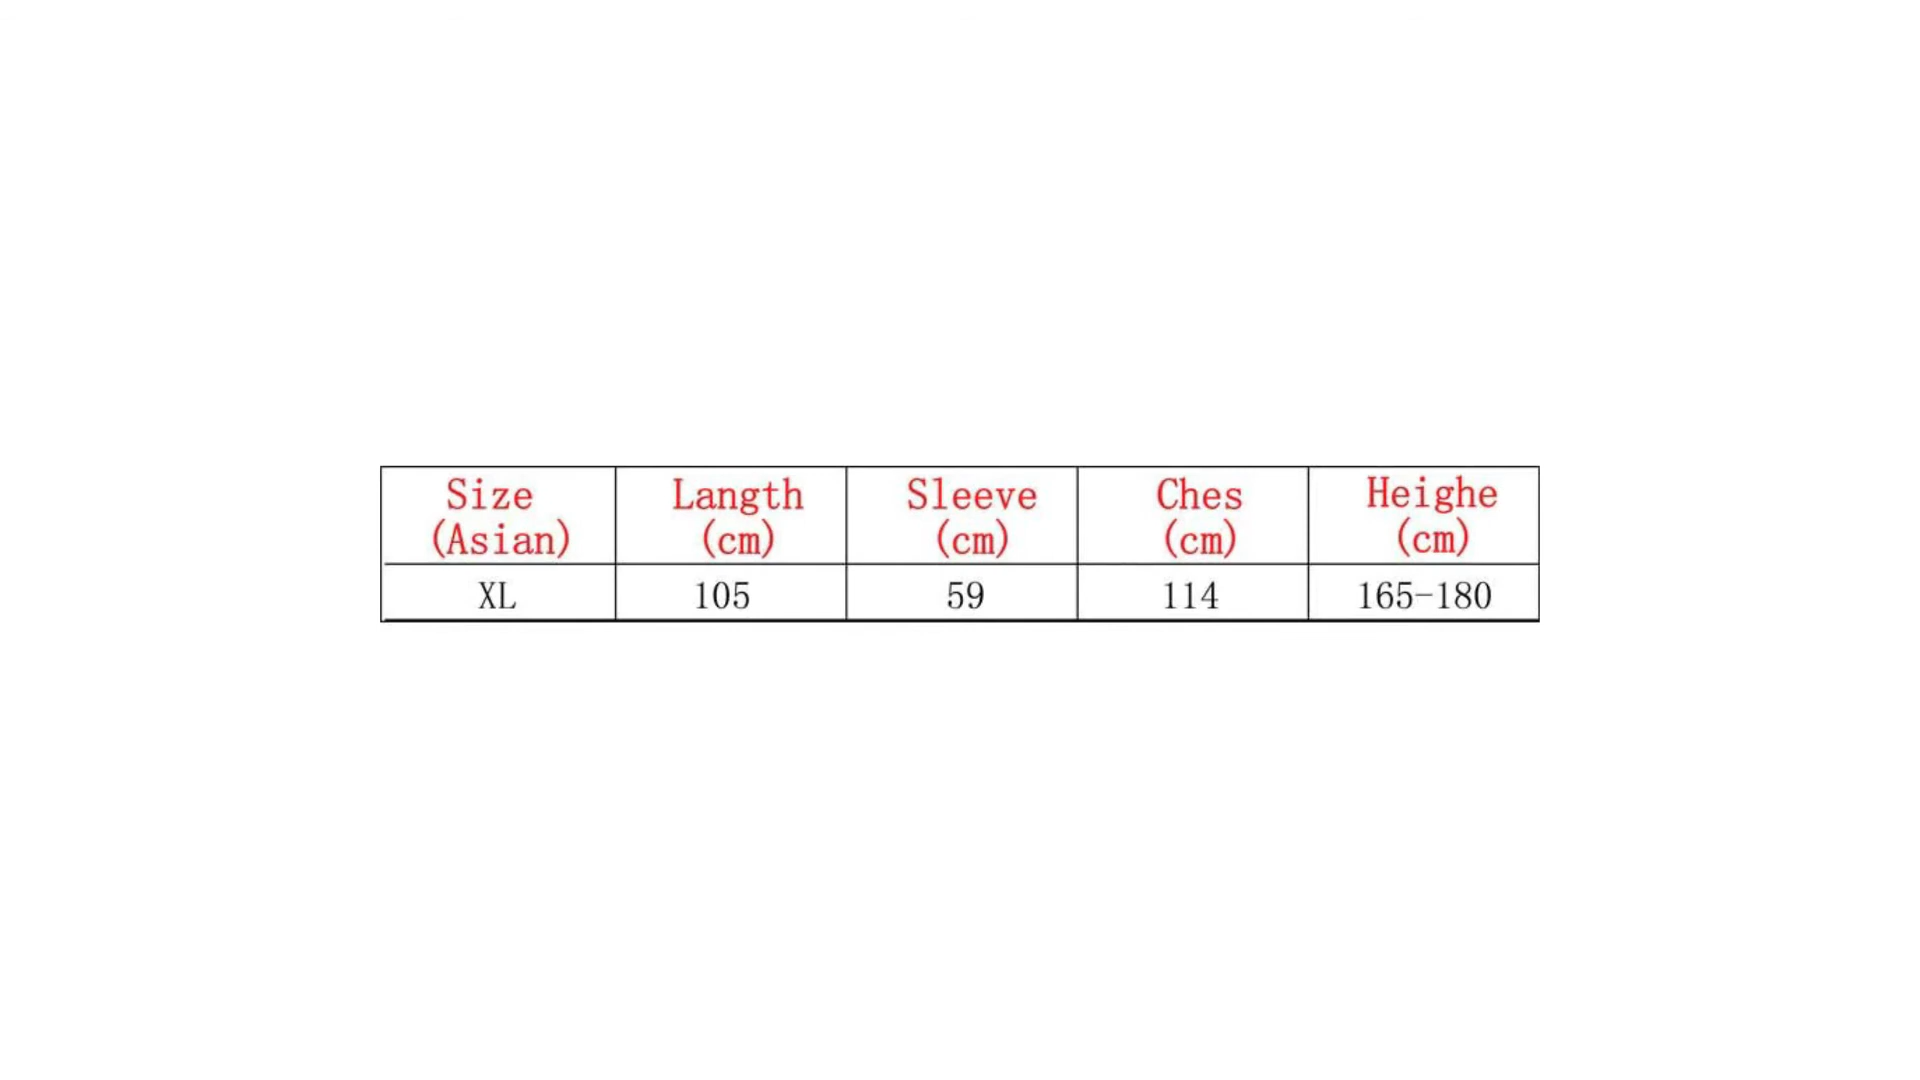 Size Langth Sleeve Ches Heighe
(Asian) (cm) (cm) (cm) (cm)
XL 105 59 114 165-180